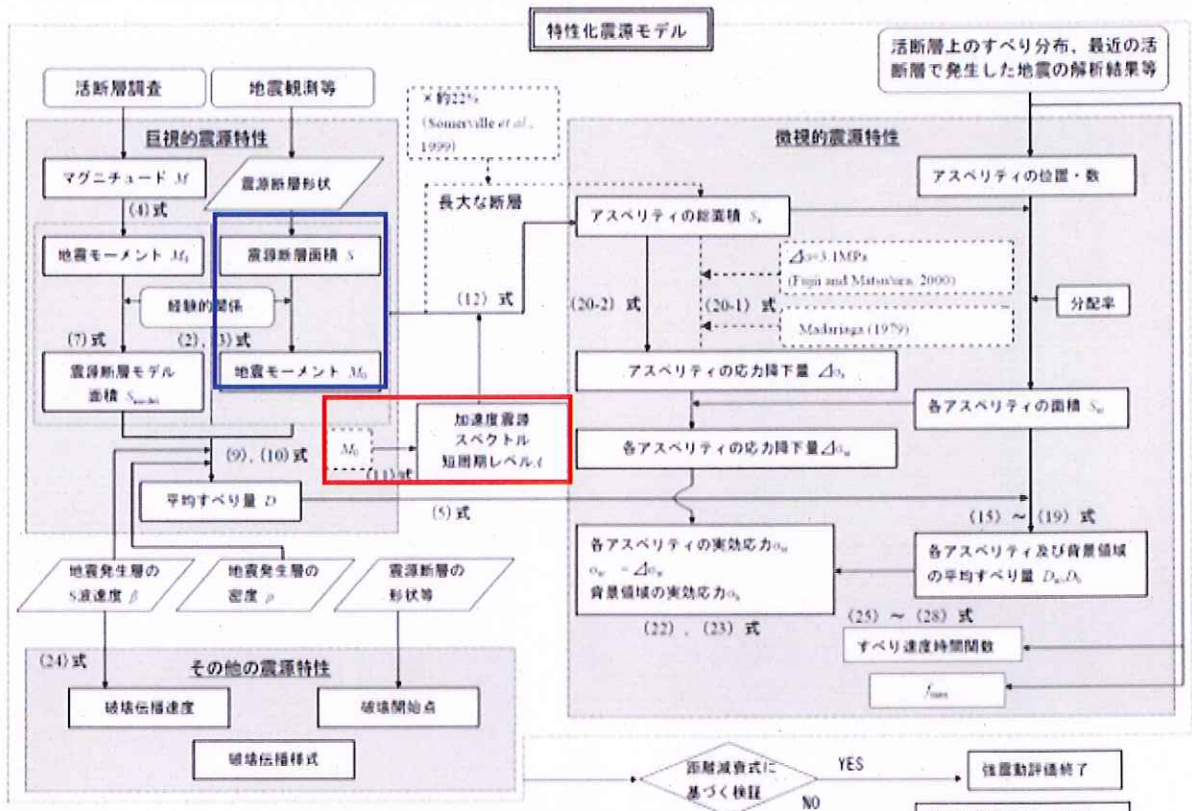 特性化震源モデル
活断層調査
地震観測等
× 約22%
(Somerville et al.,
1999)
活断層上のすべり分布、最近の活
断層で発生した地震の解析結果等
巨視的震源特性
マグニチュード M
震源断層形状
(4)式
地震モーメント M₀
震源断層面積 S
経験的関係
(7)式
(2), (3)式
震源断層モデル
面積 Smodel
地震モーメント M₀
(9), (10)式
平均すべり量 D
長大な断層
(12) 式
M₀
(11)式
加速度震源
スペクトル
短周期レベルA
(5)式
微視的震源特性
アスペリティの位置・数
アスペリティの総面積 Sa
Δσ=3.1MPa
(Fujii and Matsu'ura, 2000)
(20-2) 式
(20-1) 式
分配率
Madariaga (1979)
アスペリティの応力降下量 Δσa
各アスペリティの面積 Sai
各アスペリティの応力降下量Δσai
(15) ～ (19) 式
各アスペリティの実効応力σai
σai = Δσai
背景領域の実効応力σb
各アスペリティ及び背景領域
の平均すべり量 Dai,Db
(22) , (23) 式
(25) ～ (28) 式
すべり速度時間関数
fmax
地震発生層の
S波速度 β
地震発生層の
密度 ρ
震源断層の
形状等
(24)式
その他の震源特性
破壊伝播速度
破壊開始点
破壊伝播様式
距離減衰式に
基づく検証
YES
NO
強震動評価終了